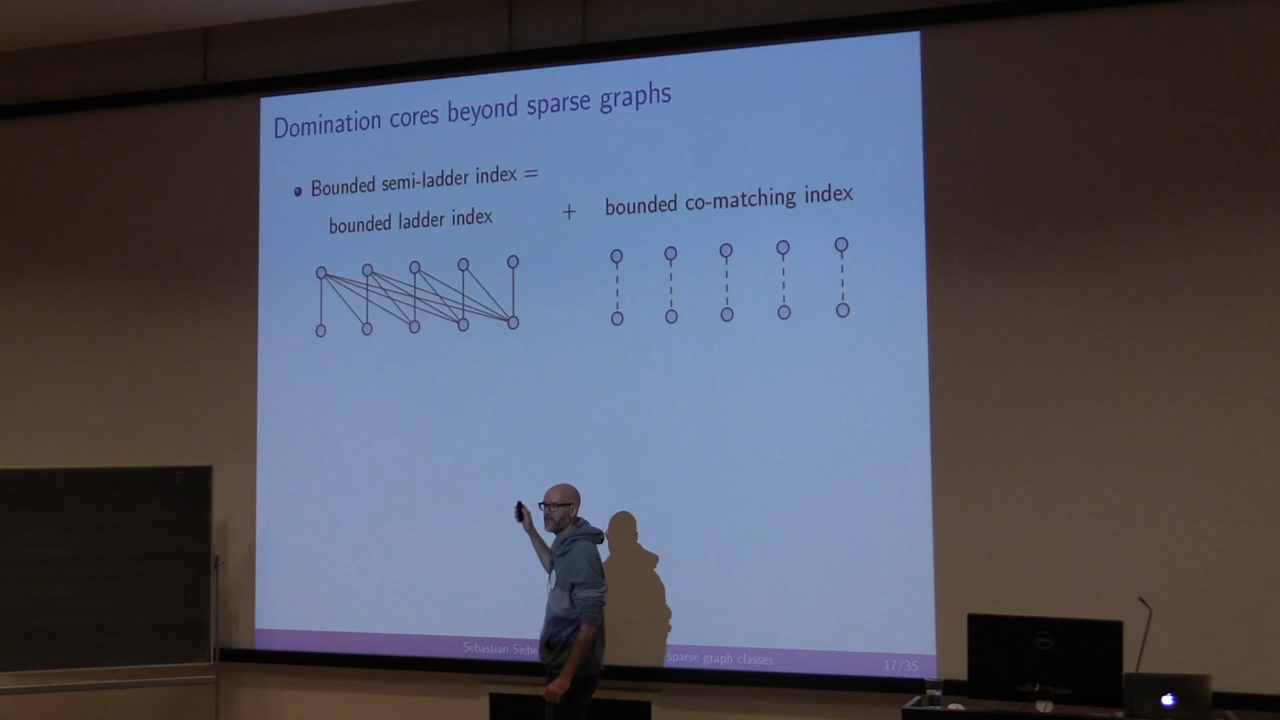 Domination cores beyond sparse graphs
Bounded semi-ladder index =
bounded ladder index + bounded co-matching index
Sebastian sparse graph classes 17/35